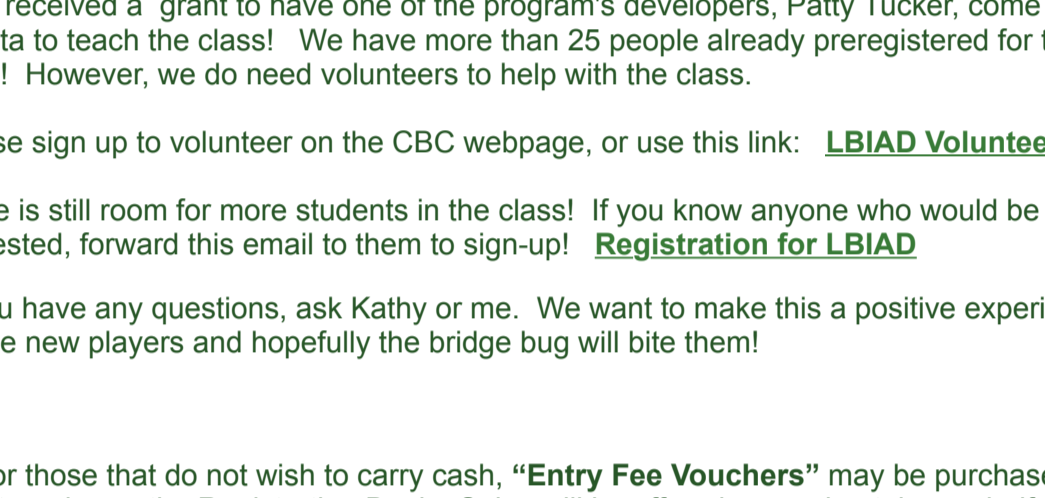 received a grant to have one of the program's developers, Patty Tucker, come
ta to teach the class! We have more than 25 people already preregistered for
! However, we do need volunteers to help with the class.
se sign up to volunteer on the CBC webpage, or use this link: LBIAD Voluntee
e is still room for more students in the class! If you know anyone who would be
ested, forward this email to them to sign-up! Registration for LBIAD
u have any questions, ask Kathy or me. We want to make this a positive experi
e new players and hopefully the bridge bug will bite them!
or those that do not wish to carry cash, “Entry Fee Vouchers” may be purchase